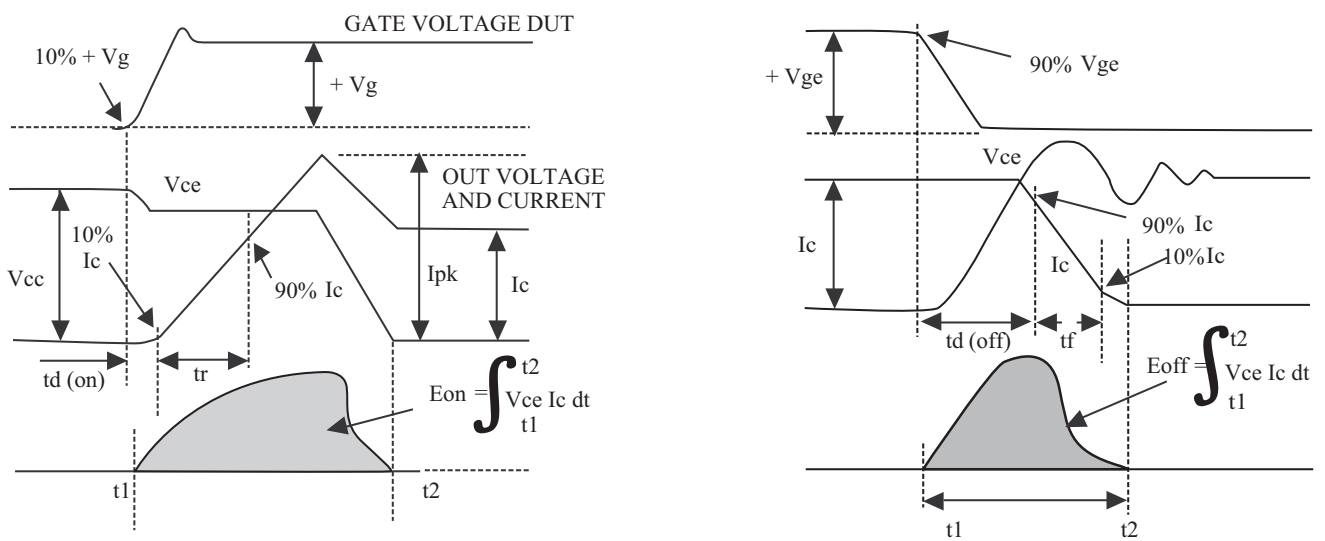 GATE VOLTAGE DUT
10% + Vg
+ Vg
Vce
OUT VOLTAGE
AND CURRENT
10%
Ic
Vcc
90% Ic
Ipk
Ic
td (on)
tr
Eon = ∫ t2
Vce Ic dt
t1
t1
t2
90% Vge
+ Vge
Vce
90% Ic
Ic
Ic
10%Ic
td (off)
tf
Eoff = ∫ t2
Vce Ic dt
t1
t1
t2